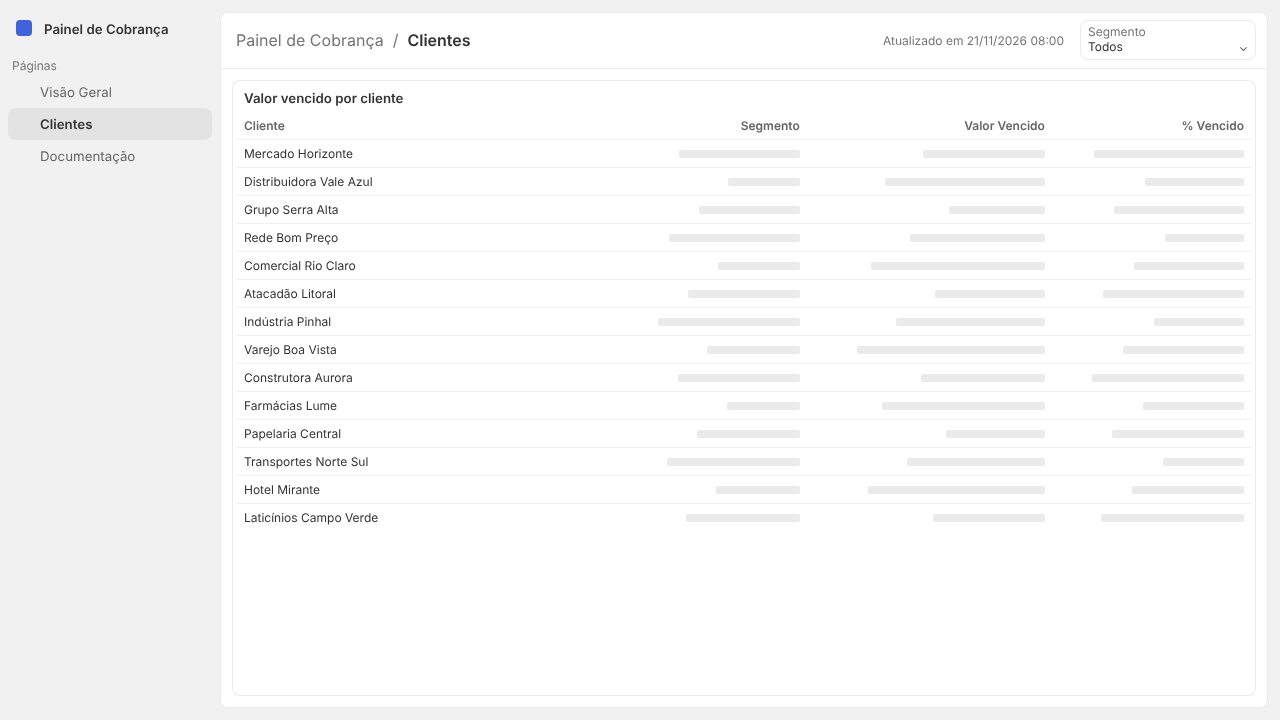 Painel de Cobrança
Páginas
Visão Geral
Clientes
Documentação
Painel de Cobrança / Clientes
Atualizado em 21/11/2026 08:00
Segmento
Todos
Valor vencido por cliente
Cliente Segmento Valor Vencido % Vencido
Mercado Horizonte
Distribuidora Vale Azul
Grupo Serra Alta
Rede Bom Preço
Comercial Rio Claro
Atacadão Litoral
Indústria Pinhal
Varejo Boa Vista
Construtora Aurora
Farmácias Lume
Papelaria Central
Transportes Norte Sul
Hotel Mirante
Laticínios Campo Verde